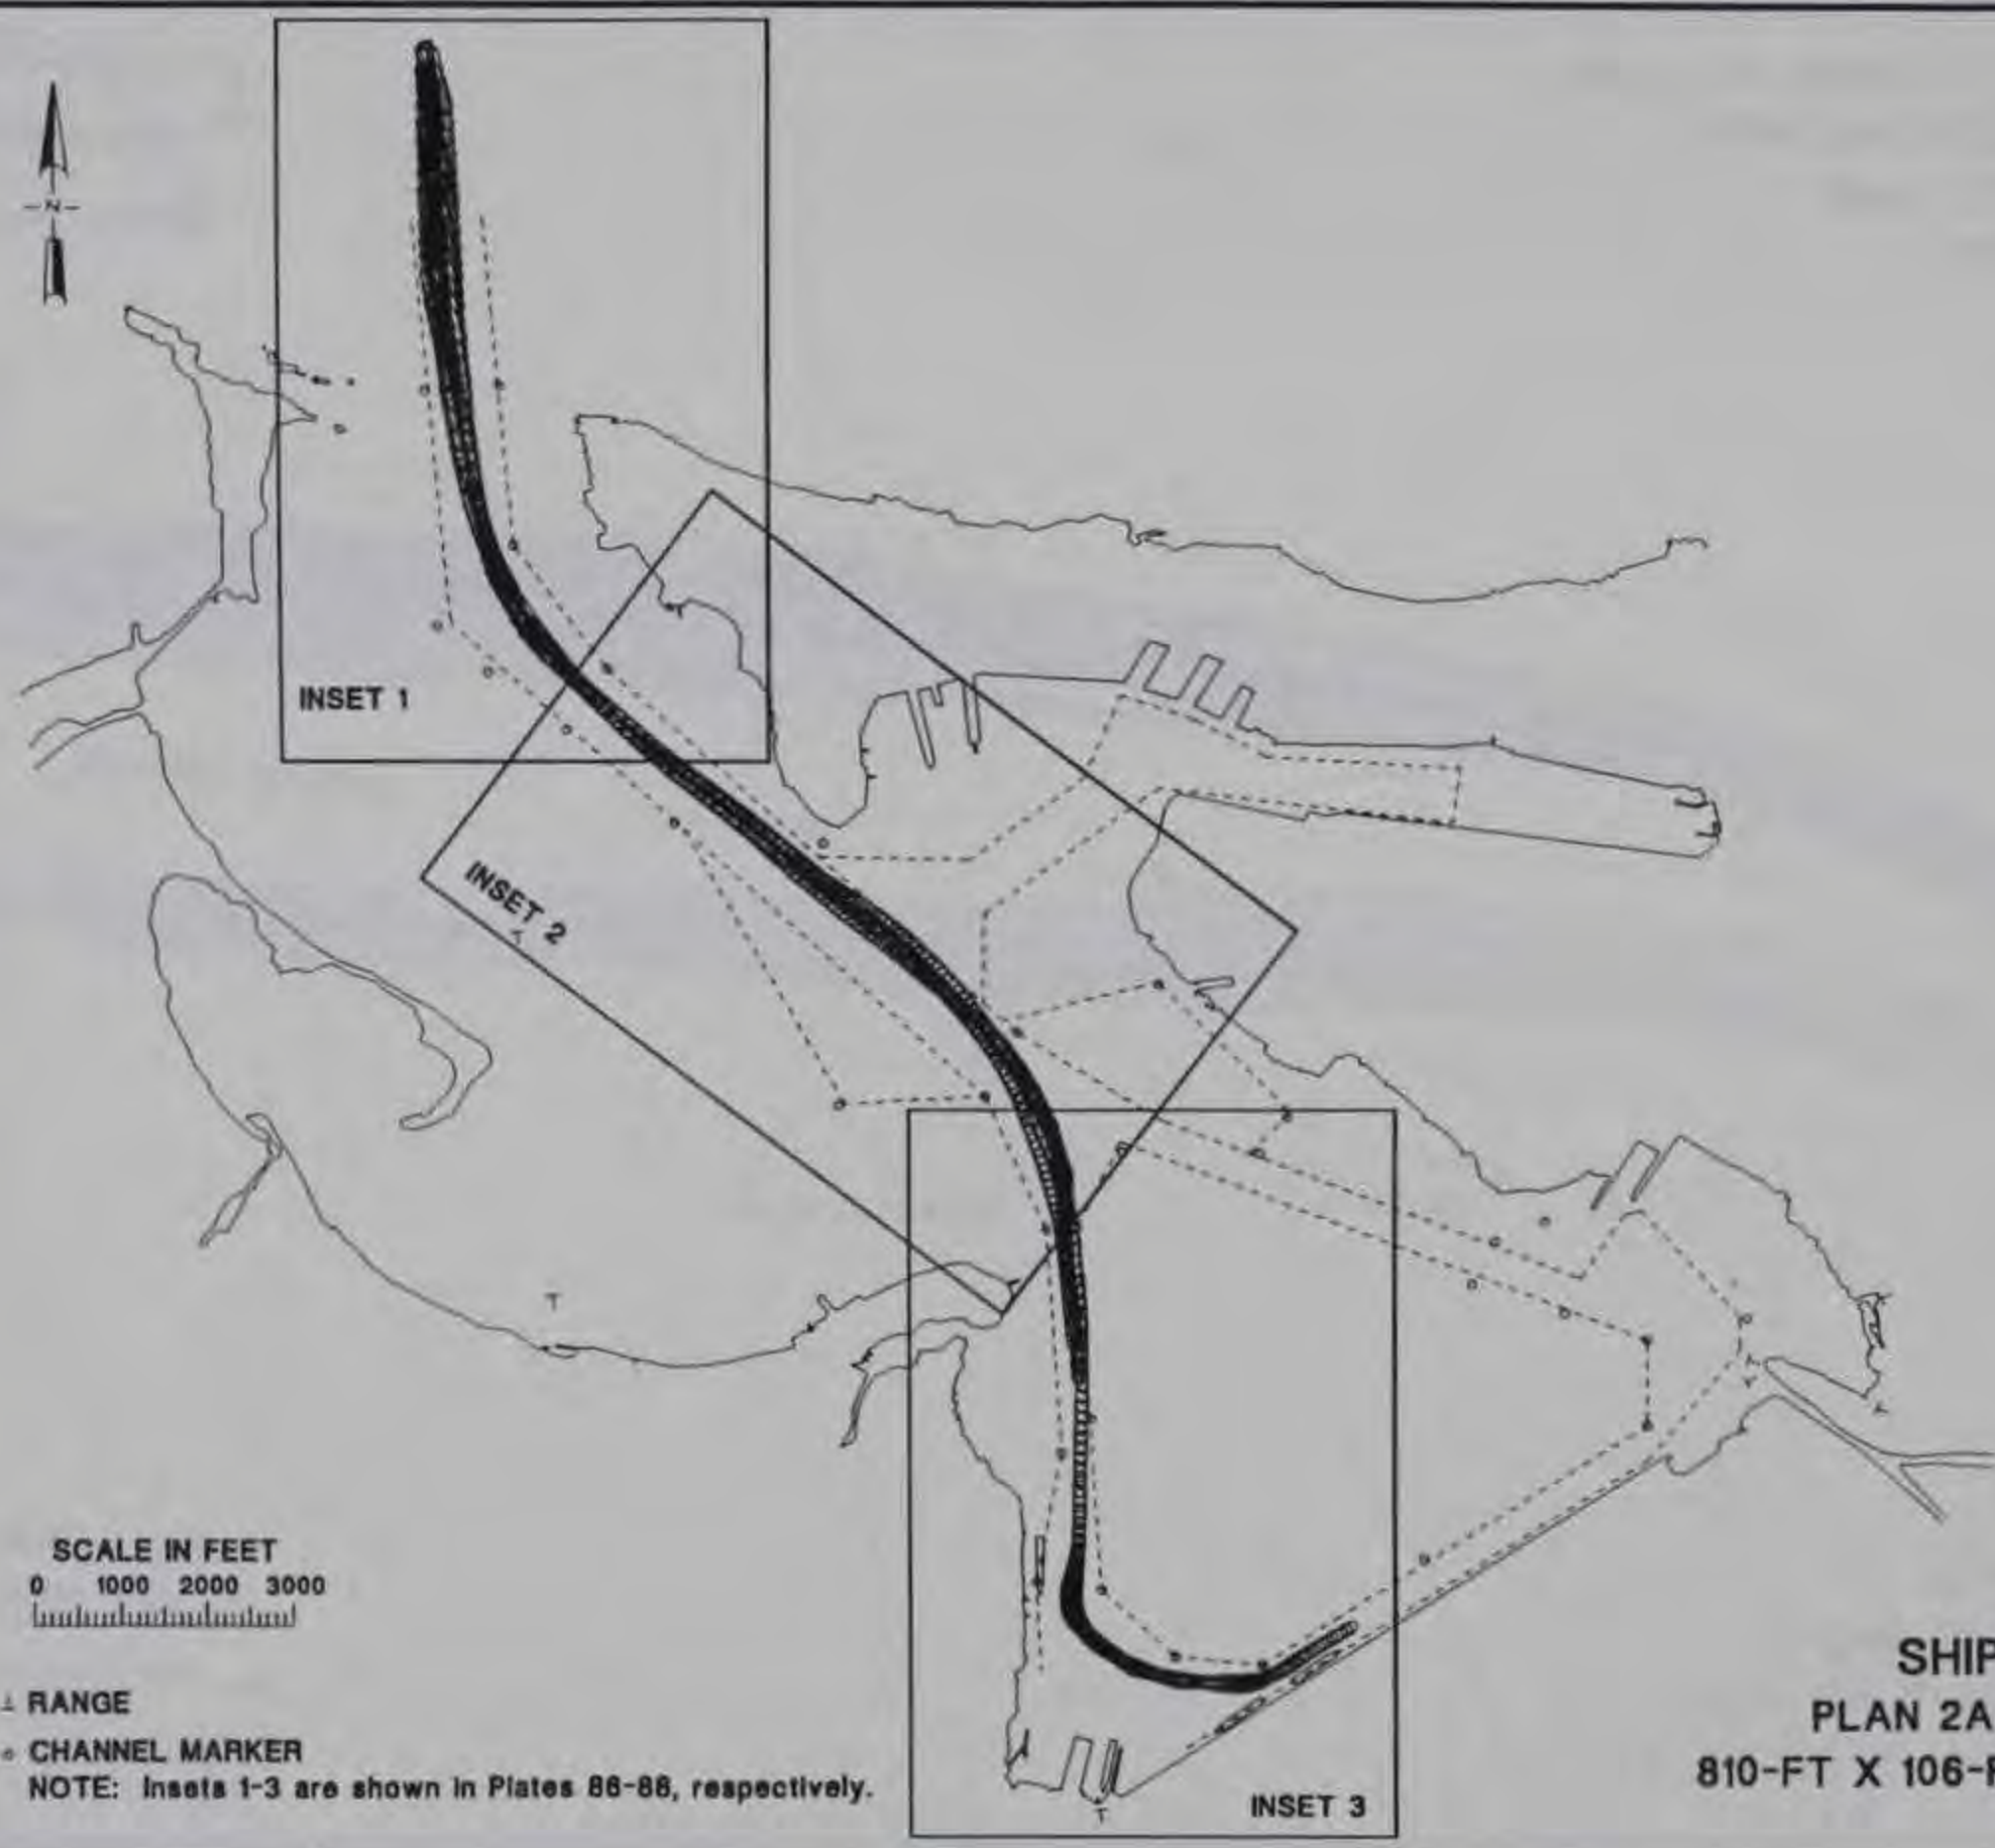 -N-
INSET 1
INSET 2
SCALE IN FEET
0 1000 2000 3000
RANGE
CHANNEL MARKER
NOTE: Insets 1-3 are shown in Plates 86-88, respectively.
INSET 3
SHIP
PLAN 2A
810-FT X 106-F